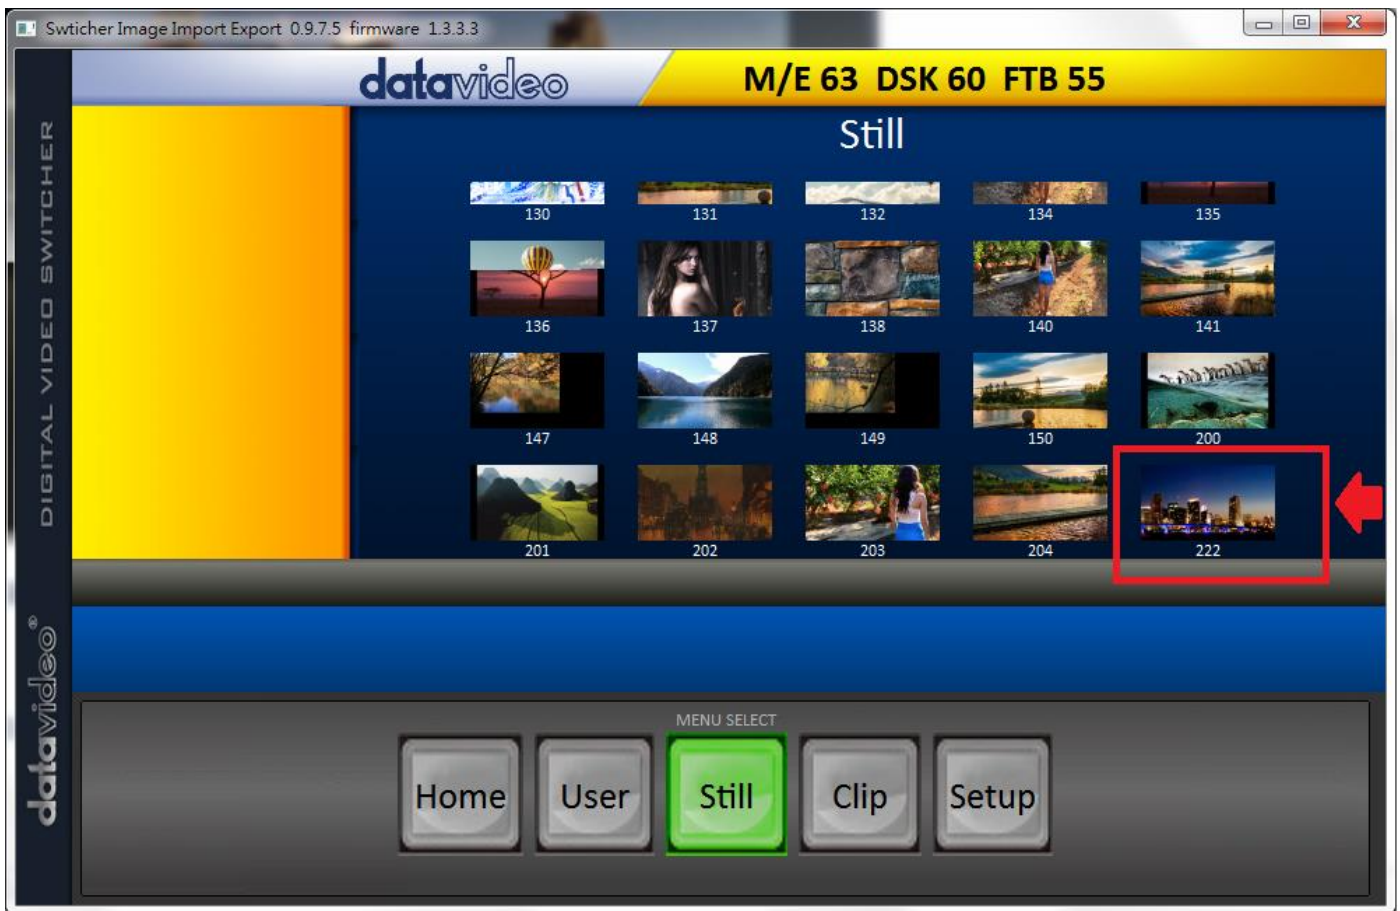 Swticher Image Import Export 0.9.7.5 firmware 1.3.3.3
datavideo
M/E 63 DSK 60 FTB 55
Still
130 131 132 134 135
136 137 138 140 141
147 148 149 150 200
201 202 203 204 222
DIGITAL VIDEO SWITCHER
datavideo®
MENU SELECT
Home User Still Clip Setup